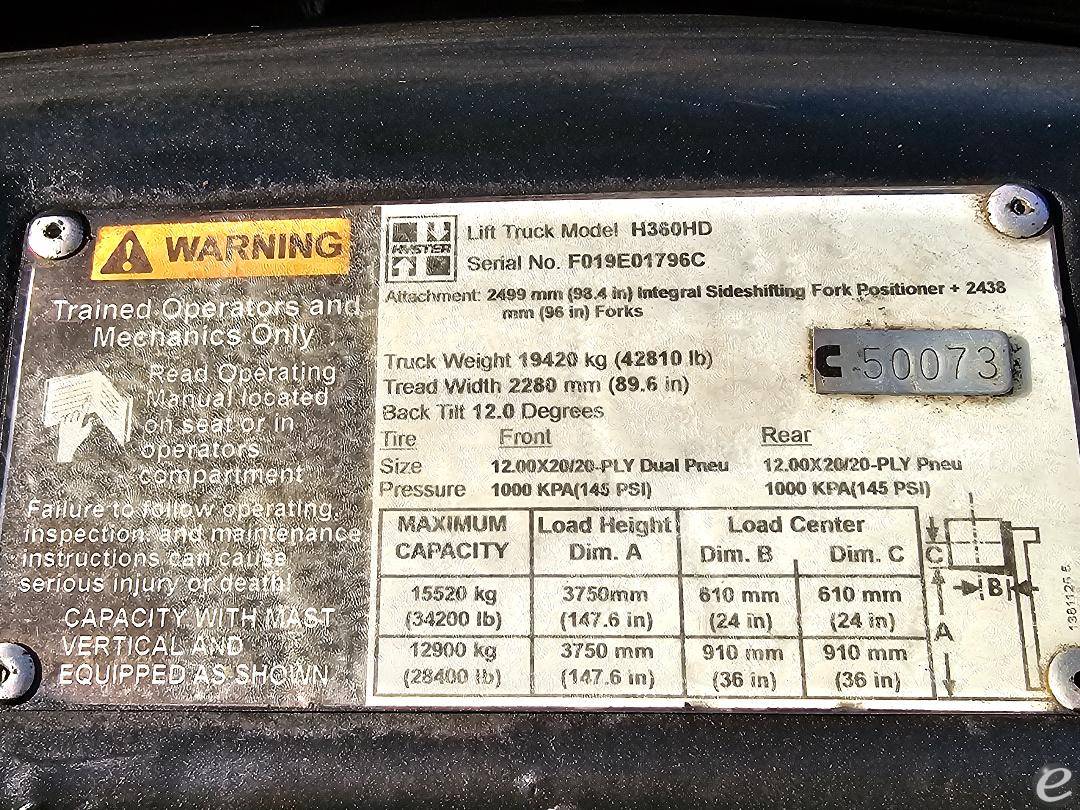 WARNING
Trained Operators and
Mechanics Only
Read Operating
Manual located
on seat or in
operators
compartment
Failure to follow operating,
inspection and maintenance
instructions can cause
serious injury or death!
CAPACITY WITH MAST
VERTICAL AND
EQUIPPED AS SHOWN
HYSTER
Lift Truck Model H360HD
Serial No. F019E01796C
Attachment: 2499 mm (98.4 in) Integral Sideshifting Fork Positioner + 2438
mm (96 in) Forks
C 50073
Truck Weight 19420 kg (42810 lb)
Tread Width 2280 mm (89.6 in)
Back Tilt 12.0 Degrees
Tire Front Rear
Size 12.00X20/20-PLY Dual Pneu 12.00X20/20-PLY Pneu
Pressure 1000 KPA(145 PSI) 1000 KPA(145 PSI)
MAXIMUM Load Height Load Center
CAPACITY Dim. A Dim. B Dim. C
15520 kg 3750mm 610 mm 610 mm
(34200 lb) (147.6 in) (24 in) (24 in)
12900 kg 3750 mm 910 mm 910 mm
(28400 lb) (147.6 in) (36 in) (36 in)
C
B
A
e